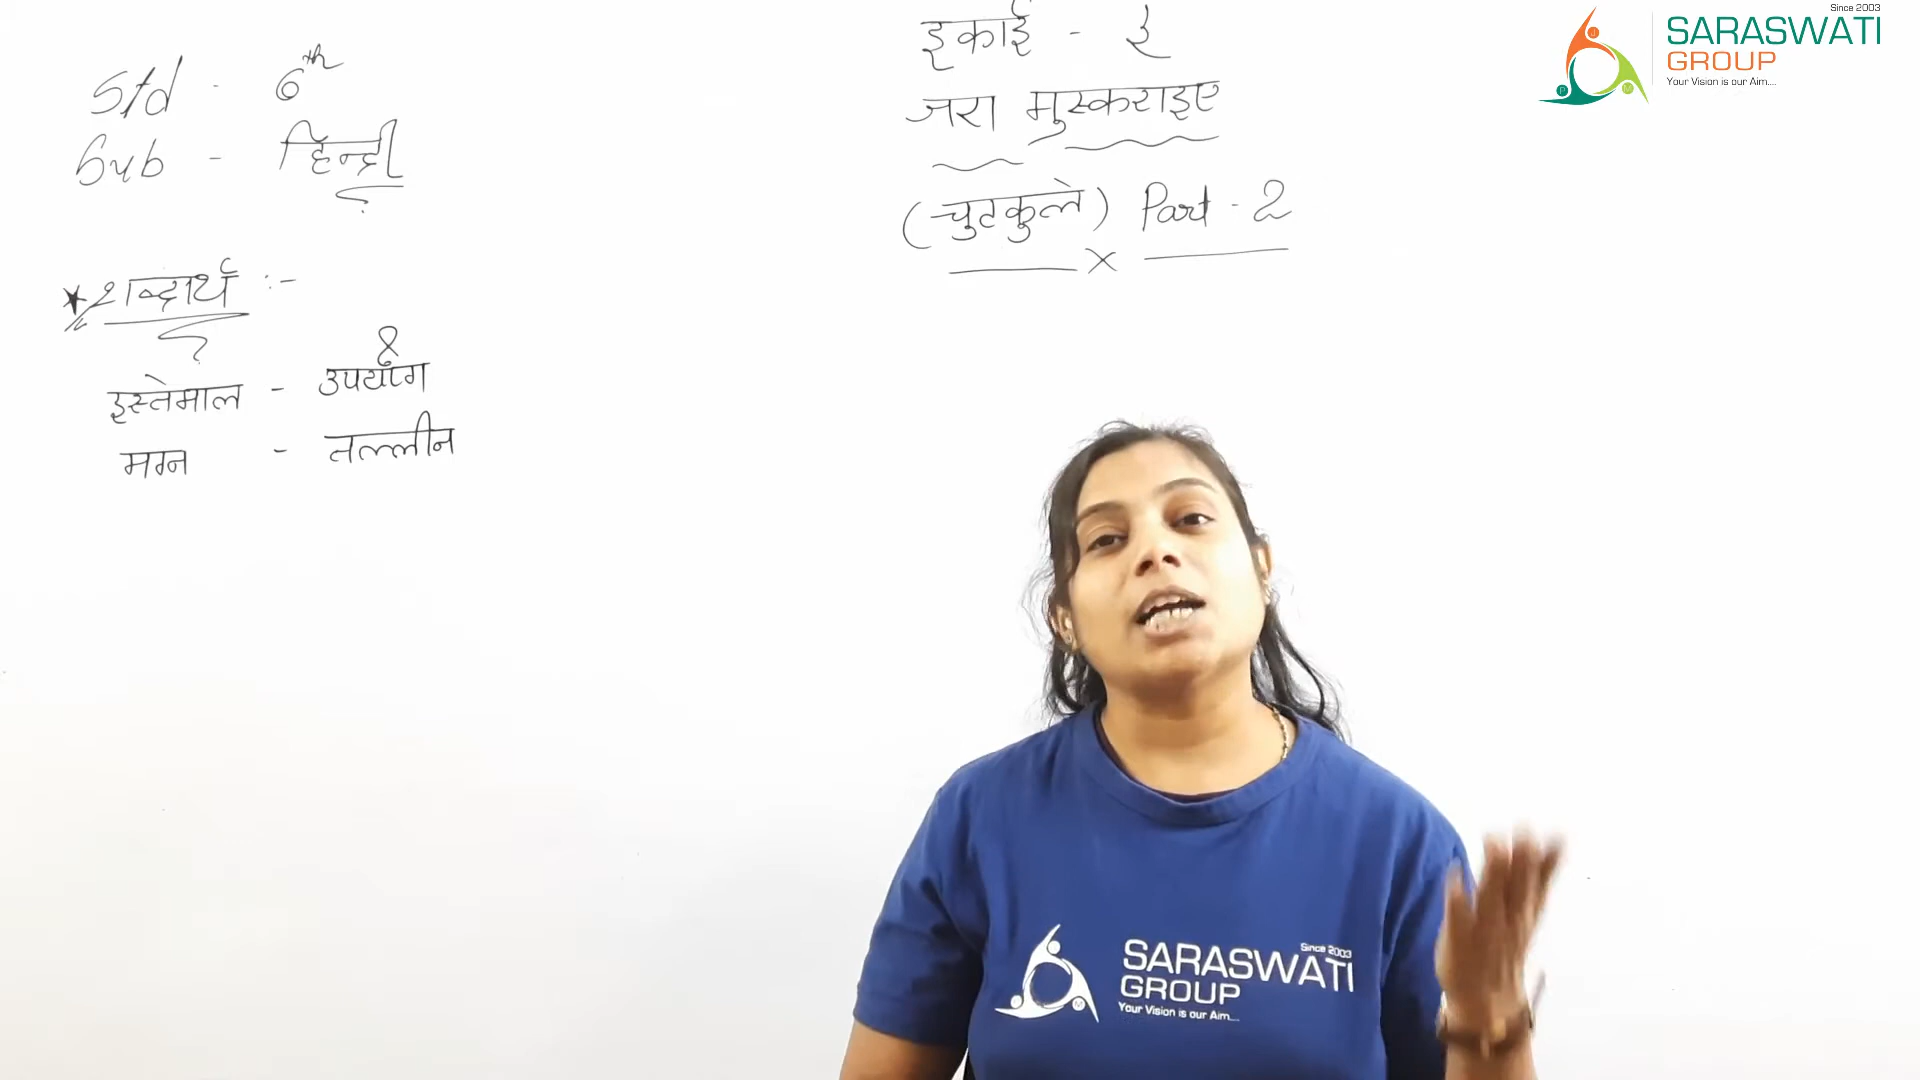 Std - 6th
Sub - हिन्दी
इकाई - ३
जरा मुस्कराइए
(चुटकुले) Part - 2
शब्दार्थ :-
इस्तेमाल - उपयोग
मग्न - तल्लीन
Since 2003
SARASWATI
GROUP
Your Vision is our Aim....
Since 2003
SARASWATI
GROUP
Your Vision is our Aim....